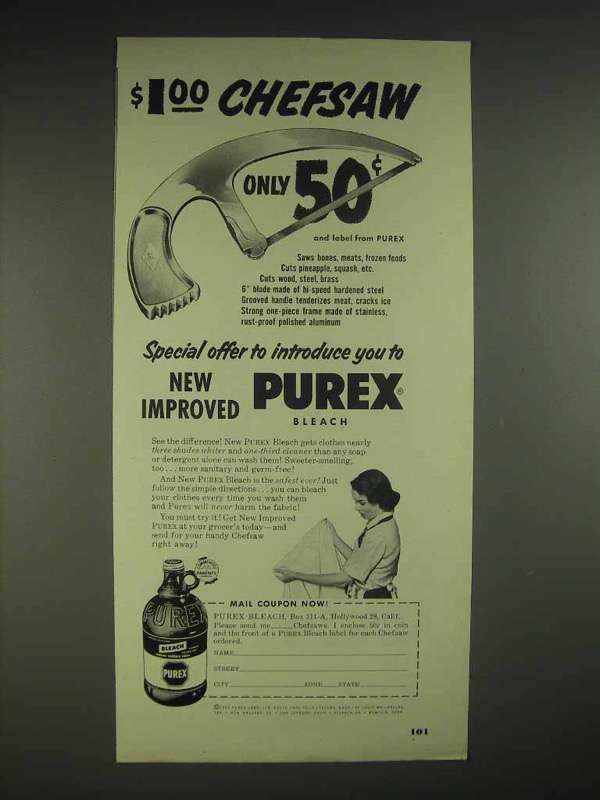 $1.00 CHEFSAW
ONLY 50¢
and label from PUREX
Saws bones, meats, frozen foods
Cuts pineapple, squash, etc.
Cuts wood, steel, brass
6" blade made of hi-speed hardened steel
Grooved handle tenderizes meat, cracks ice
Strong one-piece frame made of stainless,
rust-proof polished aluminum
Special offer to introduce you to
NEW IMPROVED PUREX®
BLEACH
See the difference! New PUREX Bleach gets clothes nearly
three shades whiter and one-third cleaner than any soap
or detergent alone can wash them! Sweeter-smelling,
too... more sanitary and germ-free!
And New PUREX Bleach is the safest ever! Just
follow the simple directions... you can bleach
your clothes every time you wash them
and Purex will never harm the fabric!
You must try it! Get New Improved
PUREX at your grocer's today—and
send for your handy Chefsaw
right away!
PUREX
BLEACH
PUREX
MAIL COUPON NOW!
PUREX BLEACH, Box 111-A, Hollywood 28, Calif.
Please send me Chefsaws. I enclose 50¢ in coin
and the front of a PUREX Bleach label for each Chefsaw
ordered.
NAME
STREET
CITY ZONE STATE
101